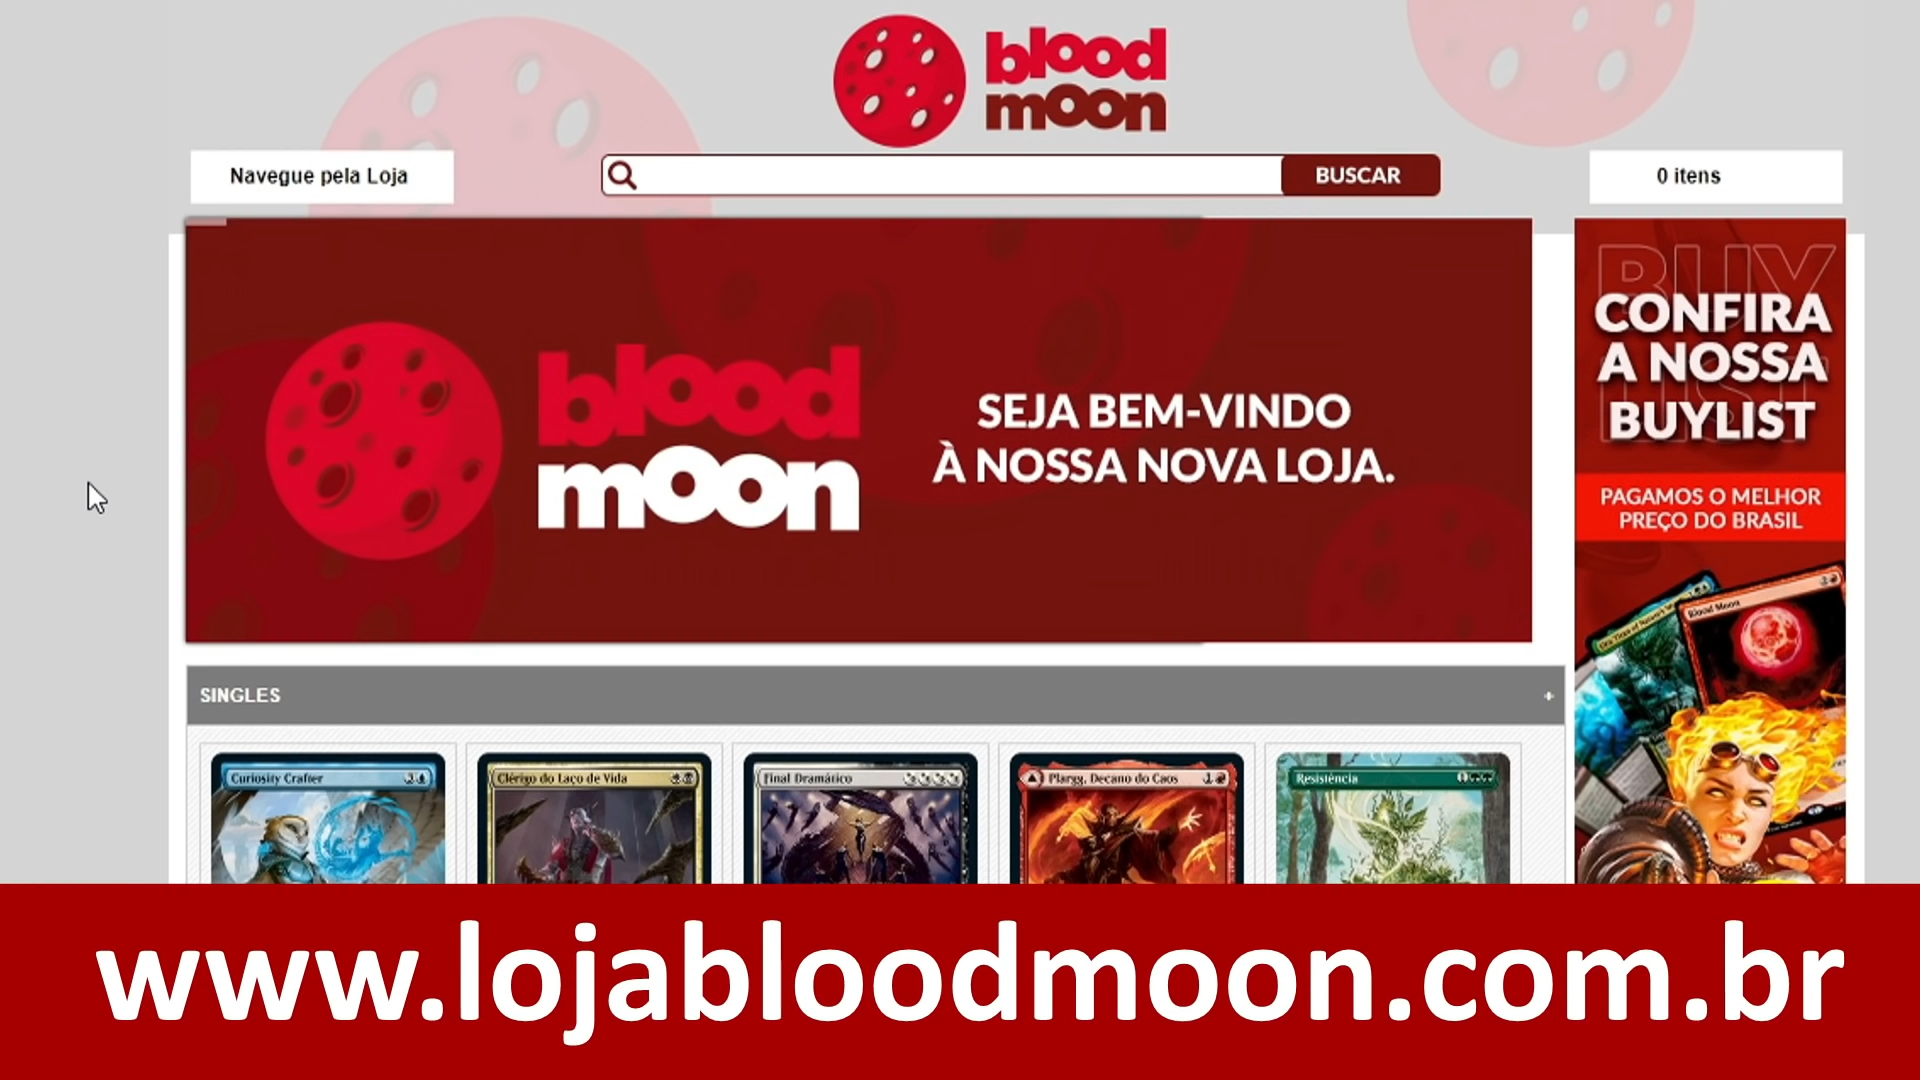 blood
moon
Navegue pela Loja
BUSCAR
0 itens
blood
moon
SEJA BEM-VINDO
À NOSSA NOVA LOJA.
BUY
LIST
CONFIRA
A NOSSA
BUYLIST
PAGAMOS O MELHOR
PREÇO DO BRASIL
Blood Moon
SINGLES
+
Curiosity Crafter
Clérigo do Laço de Vida
Final Dramático
Plargg, Decano do Caos
Resistência
www.lojabloodmoon.com.br